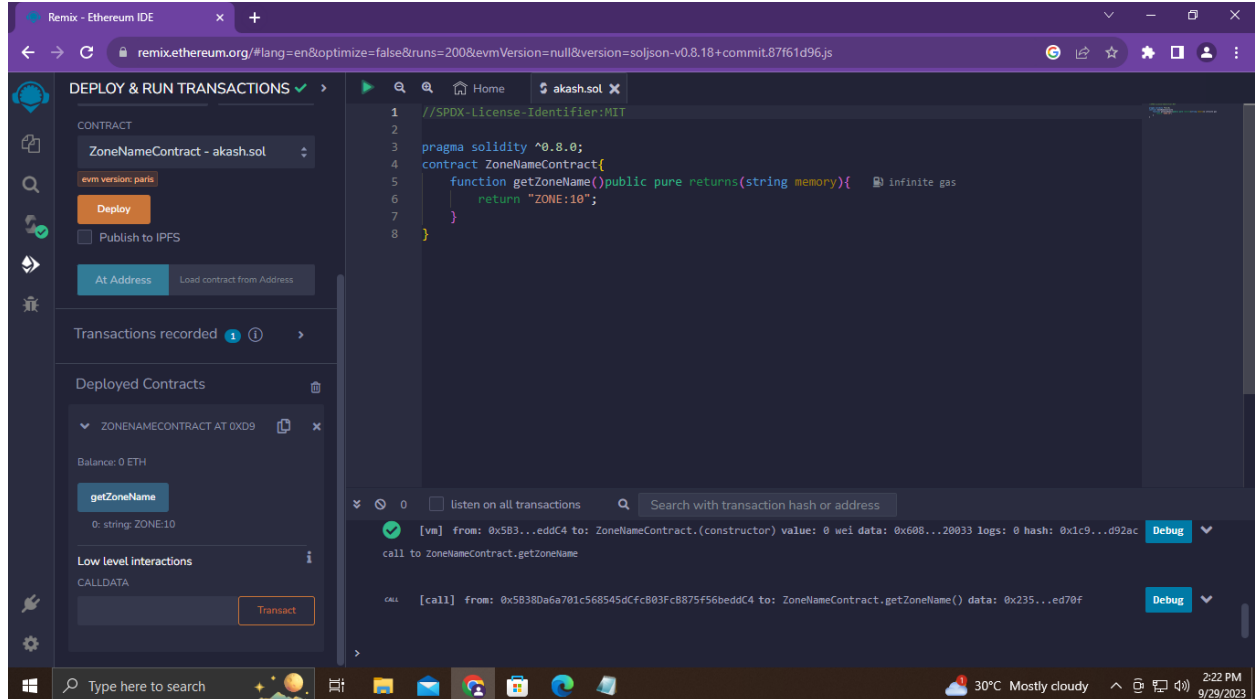 Remix - Ethereum IDE
remix.ethereum.org/#lang=en&optimize=false&runs=200&evmVersion=null&version=soljson-v0.8.18+commit.87f61d96.js
DEPLOY & RUN TRANSACTIONS
CONTRACT
ZoneNameContract - akash.sol
evm version: paris
Deploy
Publish to IPFS
At Address Load contract from Address
Transactions recorded 1 i
Deployed Contracts
ZONENAMECONTRACT AT 0XD9
Balance: 0 ETH
getZoneName
0: string: ZONE:10
Low level interactions
CALLDATA
Transact
Home akash.sol
1 //SPDX-License-Identifier:MIT
2
3 pragma solidity ^0.8.0;
4 contract ZoneNameContract{
5 function getZoneName()public pure returns(string memory){ infinite gas
6 return "ZONE:10";
7 }
8 }
0 listen on all transactions Search with transaction hash or address
[vm] from: 0x5B3...eddC4 to: ZoneNameContract.(constructor) value: 0 wei data: 0x608...20033 logs: 0 hash: 0x1c9...d92ac Debug
call to ZoneNameContract.getZoneName
CALL [call] from: 0x5B38Da6a701c568545dCfcB03FcB875f56beddC4 to: ZoneNameContract.getZoneName() data: 0x235...ed70f Debug
>
Type here to search
30°C Mostly cloudy
2:22 PM
9/29/2023